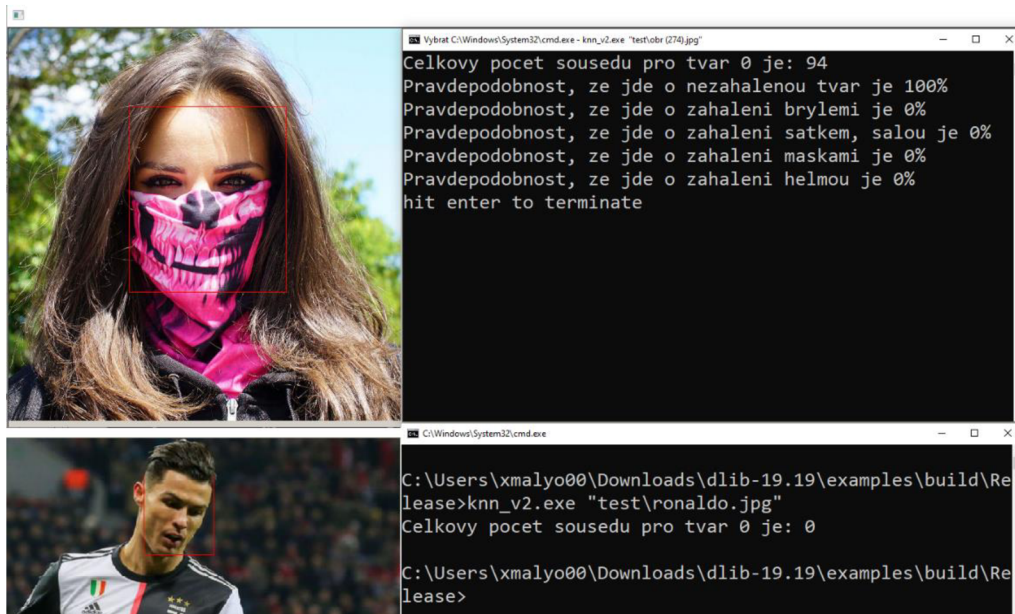 Vybrat C:\Windows\System32\cmd.exe - knn_v2.exe "test\obr (274).jpg"
Celkovy pocet sousedu pro tvar 0 je: 94
Pravdepodobnost, ze jde o nezahalenou tvar je 100%
Pravdepodobnost, ze jde o zahaleni brylemi je 0%
Pravdepodobnost, ze jde o zahaleni satkem, salou je 0%
Pravdepodobnost, ze jde o zahaleni maskami je 0%
Pravdepodobnost, ze jde o zahaleni helmou je 0%
hit enter to terminate
C:\Windows\System32\cmd.exe
C:\Users\xmalyo00\Downloads\dlib-19.19\examples\build\Re
lease>knn_v2.exe "test\ronaldo.jpg"
Celkovy pocet sousedu pro tvar 0 je: 0
C:\Users\xmalyo00\Downloads\dlib-19.19\examples\build\Re
lease>